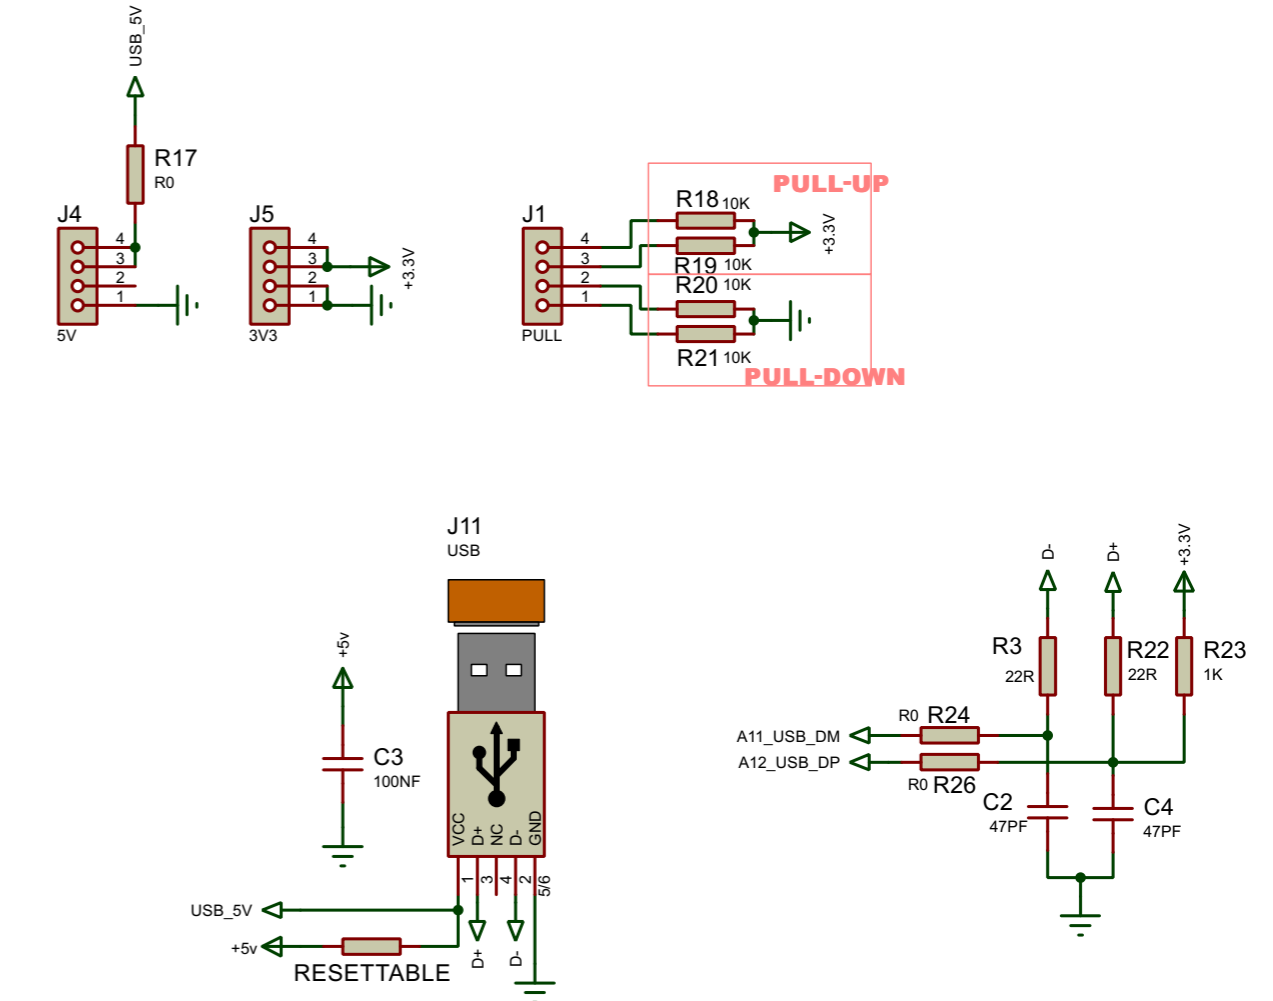 USB_5V
R17
R0
J4
4
3
2
1
5V
J5
4
3
2
1
3V3
+3.3V
J1
4
3
2
1
PULL
PULL-UP
R18 10K
R19 10K
+3.3V
R20 10K
R21 10K
PULL-DOWN
J11
USB
+5v
C3
100NF
VCC
D+
NC
D-
GND
1
3
4
2
5/6
USB_5V
+5v
RESETTABLE
D+
D-
D-
D+
+3.3V
R3
22R
R22
22R
R23
1K
R0 R24
A11_USB_DM
A12_USB_DP
R0 R26
C2
47PF
C4
47PF